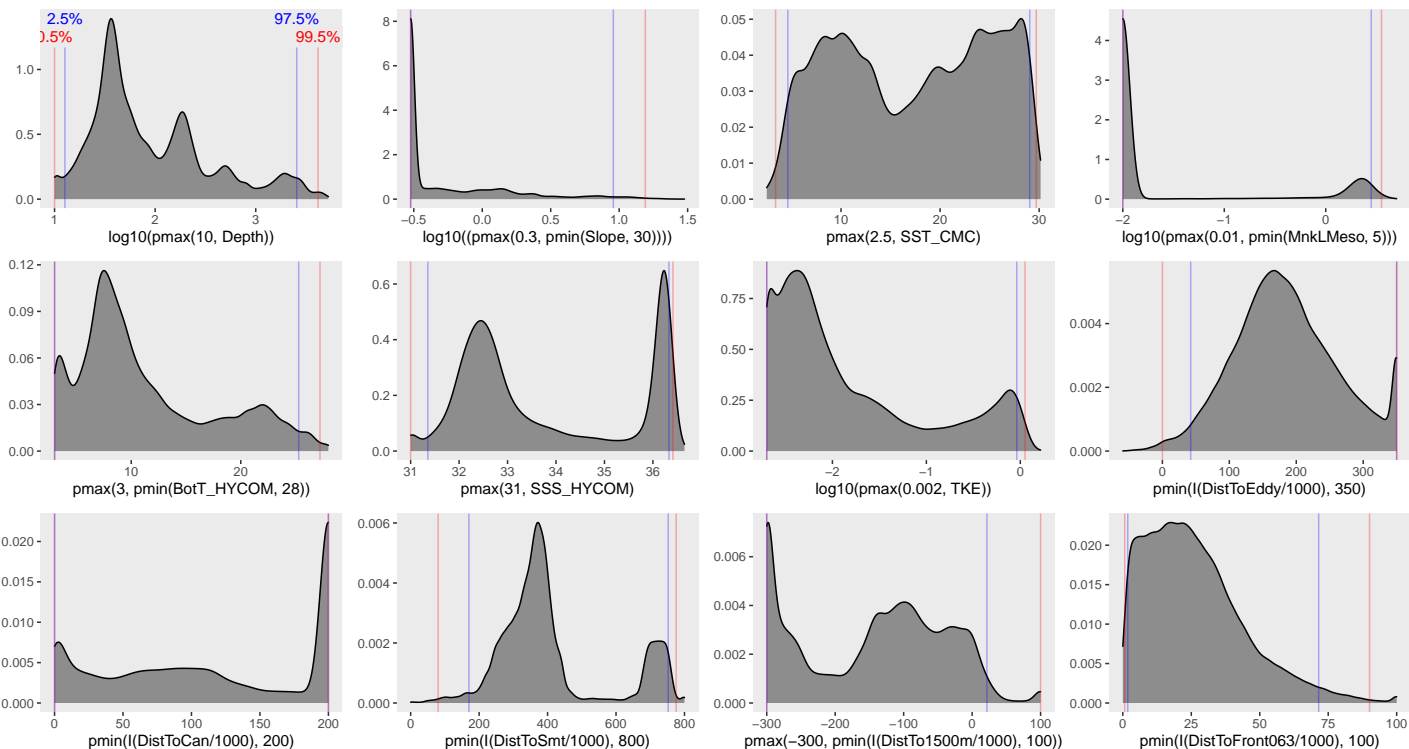 2.5% 97.5%
0.5% 99.5%
1.0
0.5
0.0
1 2 3
log10(pmax(10, Depth))
8
6
4
2
0
−0.5 0.0 0.5 1.0 1.5
log10((pmax(0.3, pmin(Slope, 30))))
0.05
0.04
0.03
0.02
0.01
0.00
10 20 30
pmax(2.5, SST_CMC)
4
3
2
1
0
−2 −1 0
log10(pmax(0.01, pmin(MnkLMeso, 5)))
0.12
0.09
0.06
0.03
0.00
10 20
pmax(3, pmin(BotT_HYCOM, 28))
0.6
0.4
0.2
0.0
31 32 33 34 35 36
pmax(31, SSS_HYCOM)
0.75
0.50
0.25
0.00
−2 −1 0
log10(pmax(0.002, TKE))
0.004
0.002
0.000
0 100 200 300
pmin(I(DistToEddy/1000), 350)
0.020
0.015
0.010
0.005
0.000
0 50 100 150 200
pmin(I(DistToCan/1000), 200)
0.006
0.004
0.002
0.000
0 200 400 600 800
pmin(I(DistToSmt/1000), 800)
0.006
0.004
0.002
0.000
−300 −200 −100 0 100
pmax(−300, pmin(I(DistTo1500m/1000), 100))
0.020
0.015
0.010
0.005
0.000
0 25 50 75 100
pmin(I(DistToFront063/1000), 100)